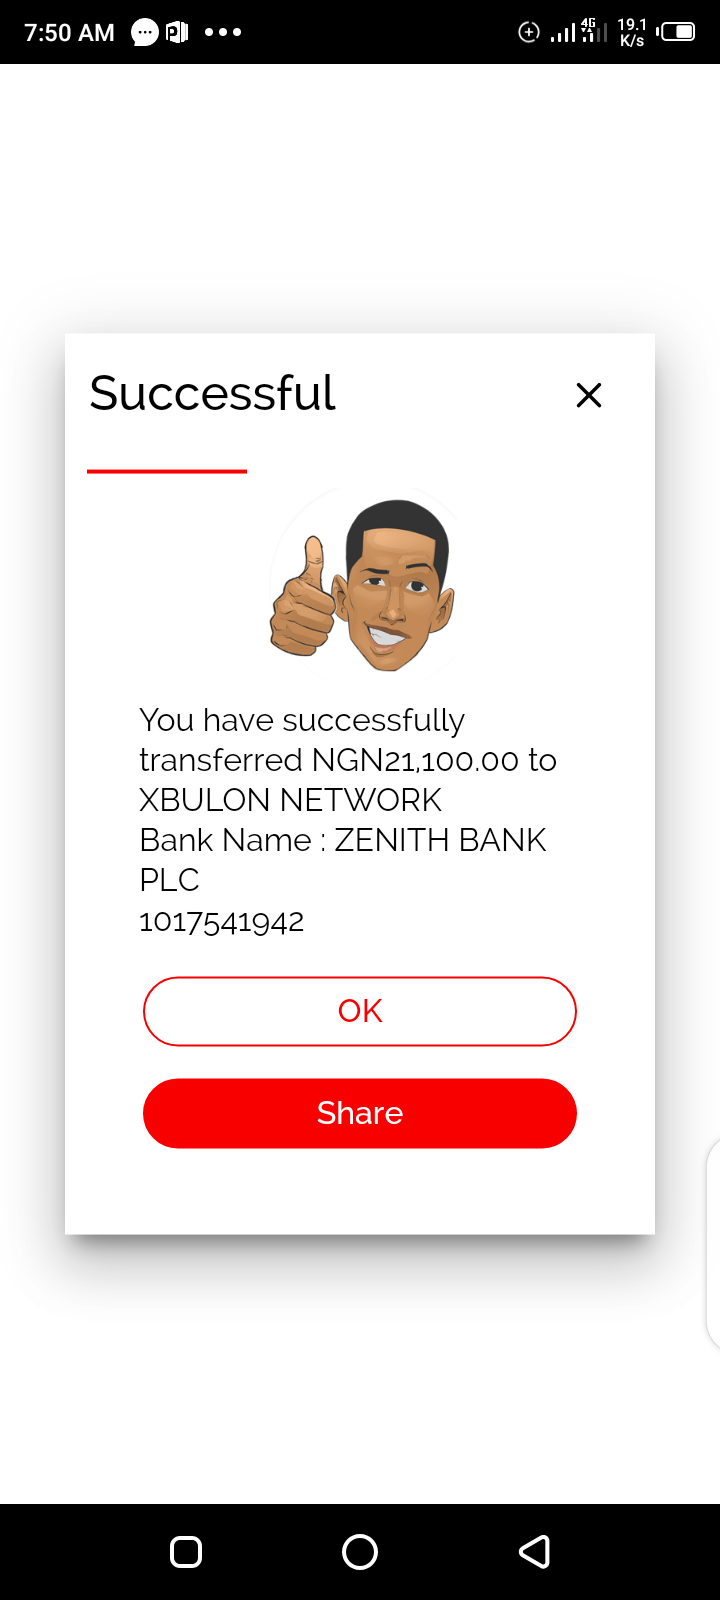 7:50 AM
4G
19.1
K/s
Successful
You have successfully
transferred NGN21,100.00 to
XBULON NETWORK
Bank Name : ZENITH BANK
PLC
1017541942
OK
Share